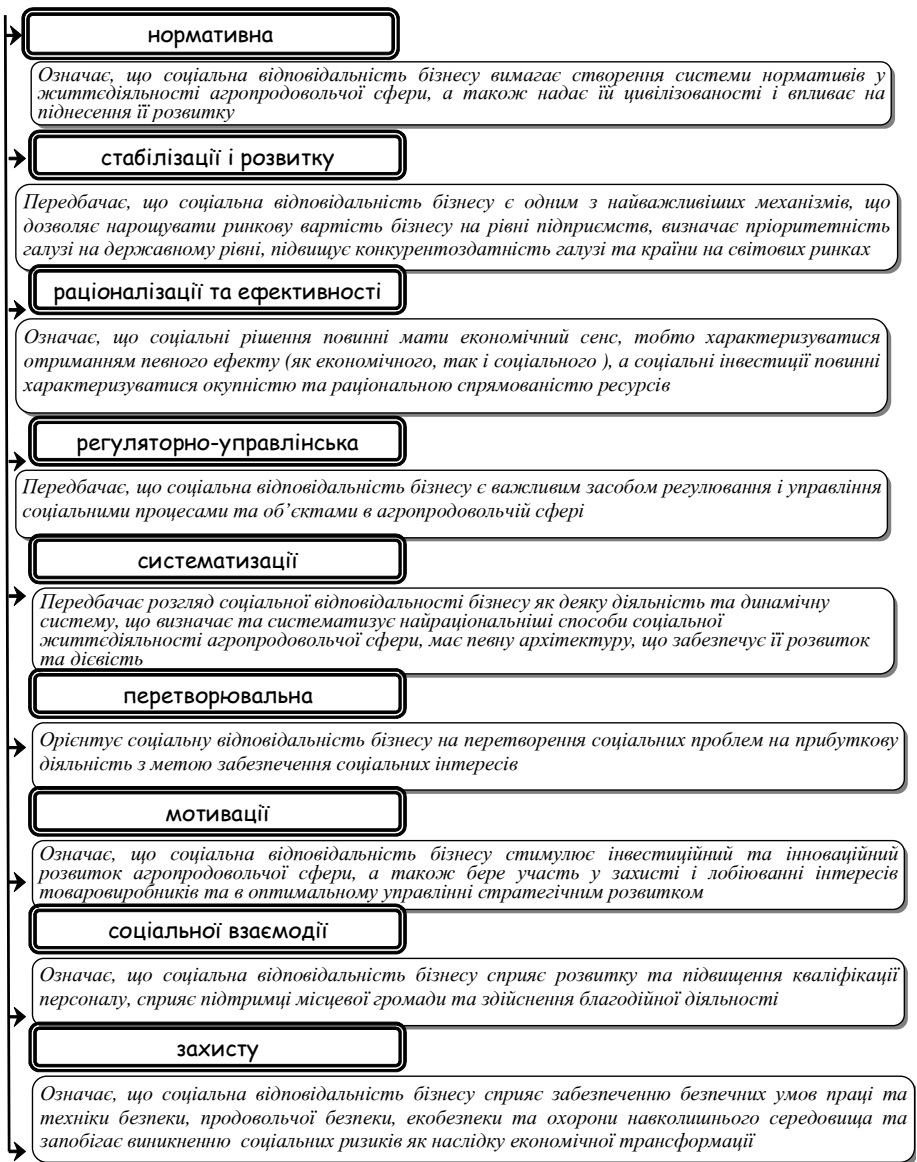 нормативна
Означає, що соціальна відповідальність бізнесу вимагає створення системи нормативів у
життєдіяльності агропродовольчої сфери, а також надає їй цивілізованості і впливає на
піднесення її розвитку
стабілізації і розвитку
Передбачає, що соціальна відповідальність бізнесу є одним з найважливіших механізмів, що
дозволяє нарощувати ринкову вартість бізнесу на рівні підприємств, визначає пріоритетність
галузі на державному рівні, підвищує конкурентоздатність галузі та країни на світових ринках
раціоналізації та ефективності
Означає, що соціальні рішення повинні мати економічний сенс, тобто характеризуватися
отриманням певного ефекту (як економічного, так і соціального ), а соціальні інвестиції повинні
характеризуватися окупністю та раціональною спрямованістю ресурсів
регуляторно-управлінська
Передбачає, що соціальна відповідальність бізнесу є важливим засобом регулювання і управління
соціальними процесами та об’єктами в агропродовольчій сфері
систематизації
Передбачає розгляд соціальної відповідальності бізнесу як деяку діяльність та динамічну
систему, що визначає та систематизує найраціональніші способи соціальної
життєдіяльності агропродовольчої сфери, має певну архітектуру, що забезпечує її розвиток
та дієвість
перетворювальна
Орієнтує соціальну відповідальність бізнесу на перетворення соціальних проблем на прибуткову
діяльність з метою забезпечення соціальних інтересів
мотивації
Означає, що соціальна відповідальність бізнесу стимулює інвестиційний та інноваційний
розвиток агропродовольчої сфери, а також бере участь у захисті і лобіюванні інтересів
товаровиробників та в оптимальному управлінні стратегічним розвитком
соціальної взаємодії
Означає, що соціальна відповідальність бізнесу сприяє розвитку та підвищення кваліфікації
персоналу, сприяє підтримці місцевої громади та здійснення благодійної діяльності
захисту
Означає, що соціальна відповідальність бізнесу сприяє забезпеченню безпечних умов праці та
техніки безпеки, продовольчої безпеки, екобезпеки та охорони навколишнього середовища та
запобігає виникненню соціальних ризиків як наслідку економічної трансформації